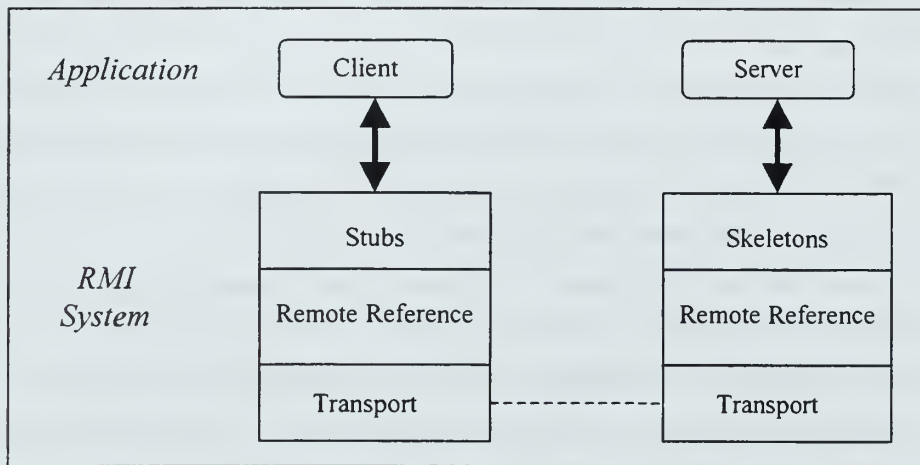 Application
Client
Server
Stubs
Skeletons
RMI
System
Remote Reference
Remote Reference
Transport
Transport